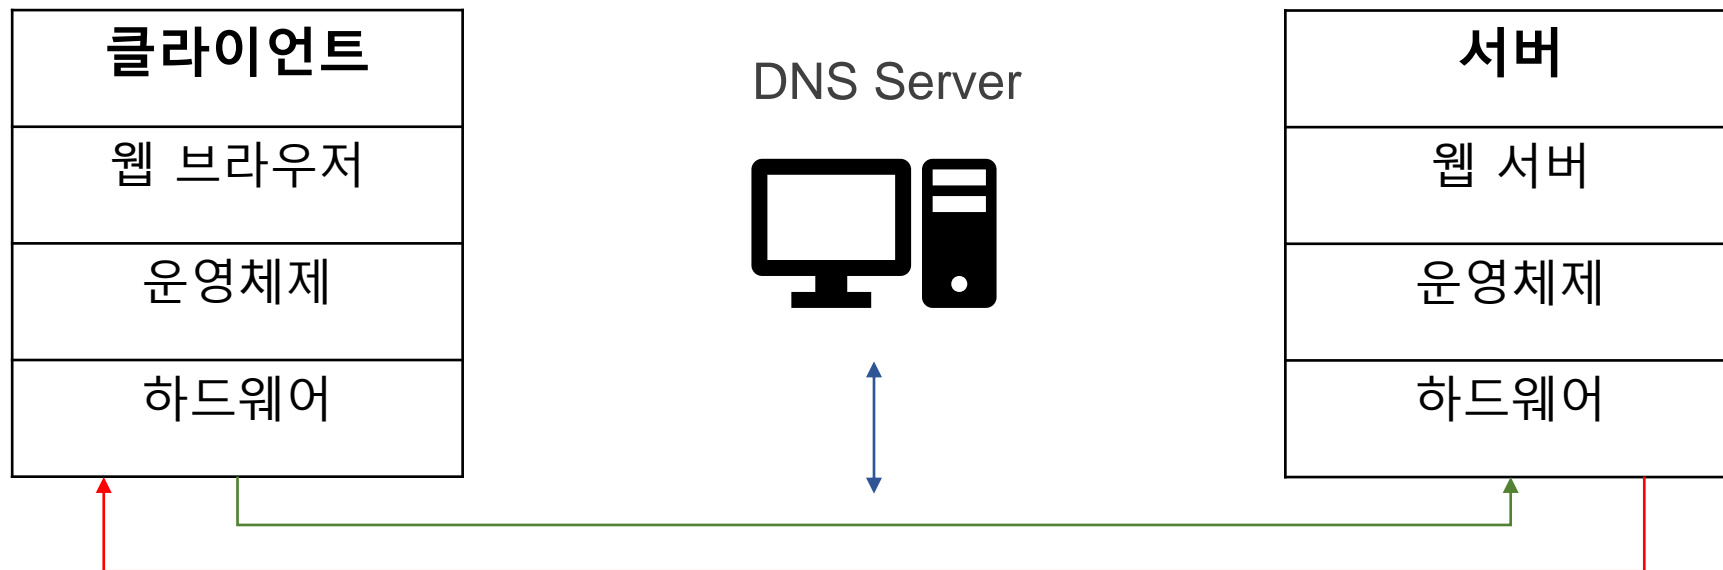 클라이언트
웹 브라우저
운영체제
하드웨어
DNS Server
서버
웹 서버
운영체제
하드웨어